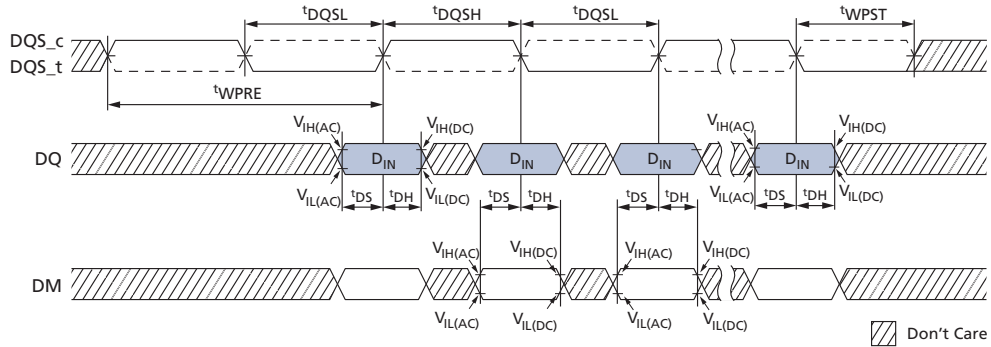 tDQSL tDQSH tDQSL tWPST
DQS_c
DQS_t
tWPRE
VIH(AC) VIH(DC) VIH(AC) VIH(DC)
DQ DIN DIN DIN DIN
VIL(AC) VIL(DC) VIL(AC) VIL(DC)
tDS tDH tDS tDH tDS tDH tDS tDH
VIH(AC) VIH(DC) VIH(AC) VIH(DC)
DM
VIL(AC) VIL(DC) VIL(AC) VIL(DC)
Don't Care